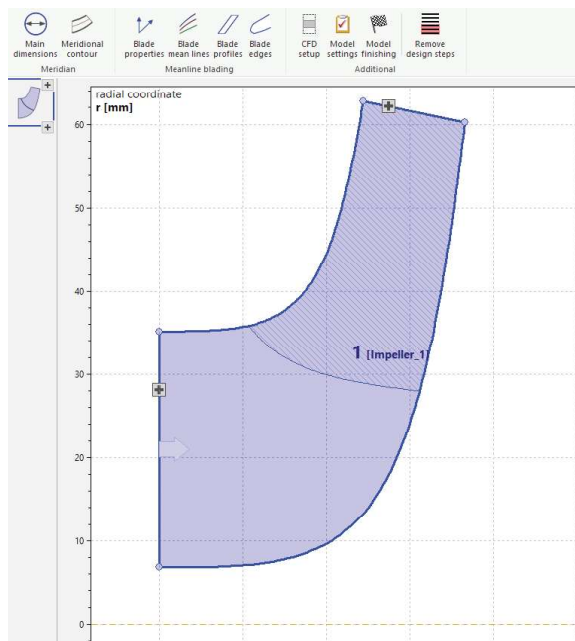 Main dimensions
Meridional contour
Blade properties
Blade mean lines
Blade profiles
Blade edges
CFD setup
Model settings
Model finishing
Remove design steps
Meridian
Meanline blading
Additional
radial coordinate
r [mm]
60
50
40
30
20
10
0
1 [Impeller_1]